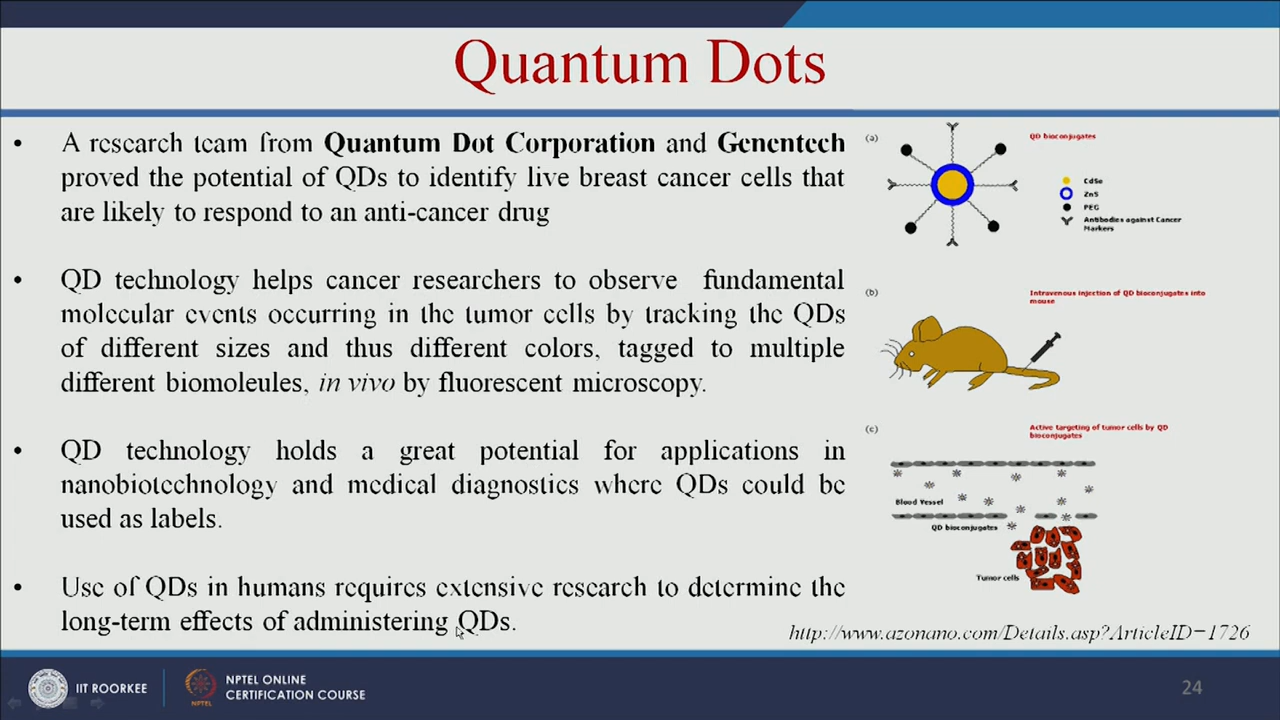 Quantum Dots
• A research team from Quantum Dot Corporation and Genentech
proved the potential of QDs to identify live breast cancer cells that
are likely to respond to an anti-cancer drug
• QD technology helps cancer researchers to observe fundamental
molecular events occurring in the tumor cells by tracking the QDs
of different sizes and thus different colors, tagged to multiple
different biomoleules, in vivo by fluorescent microscopy.
• QD technology holds a great potential for applications in
nanobiotechnology and medical diagnostics where QDs could be
used as labels.
• Use of QDs in humans requires extensive research to determine the
long-term effects of administering QDs.
(a)
QD bioconjugates
CdSe
ZnS
PEG
Antibodies against Cancer
Markers
(b)
Intravenous injection of QD bioconjugates into
mouse
(c)
Active targeting of tumor cells by QD
bioconjugates
Blood Vessel
QD bioconjugates
Tumor cells
http://www.azonano.com/Details.asp?ArticleID=1726
IIT ROORKEE
NPTEL
NPTEL ONLINE
CERTIFICATION COURSE
24